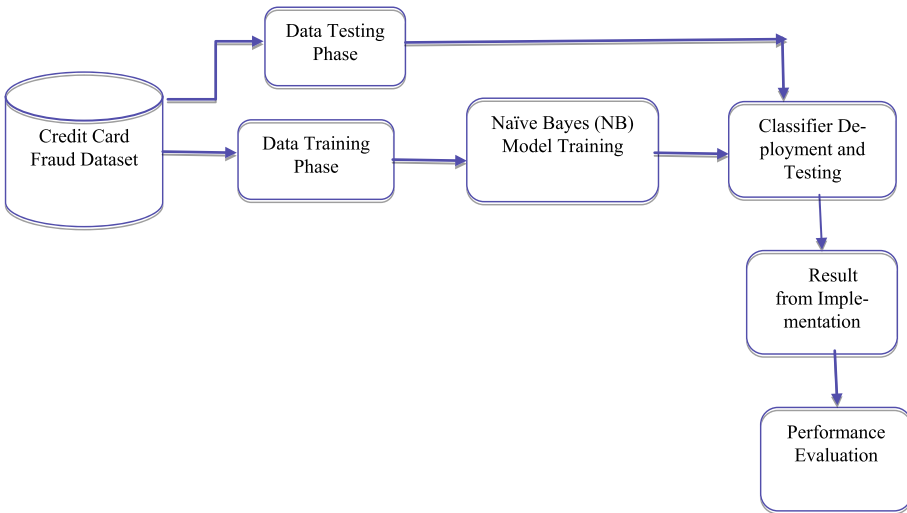 Data Testing
Phase
Credit Card
Fraud Dataset
Data Training
Phase
Naïve Bayes (NB)
Model Training
Classifier De-
ployment and
Testing
Result
from Imple-
mentation
Performance
Evaluation